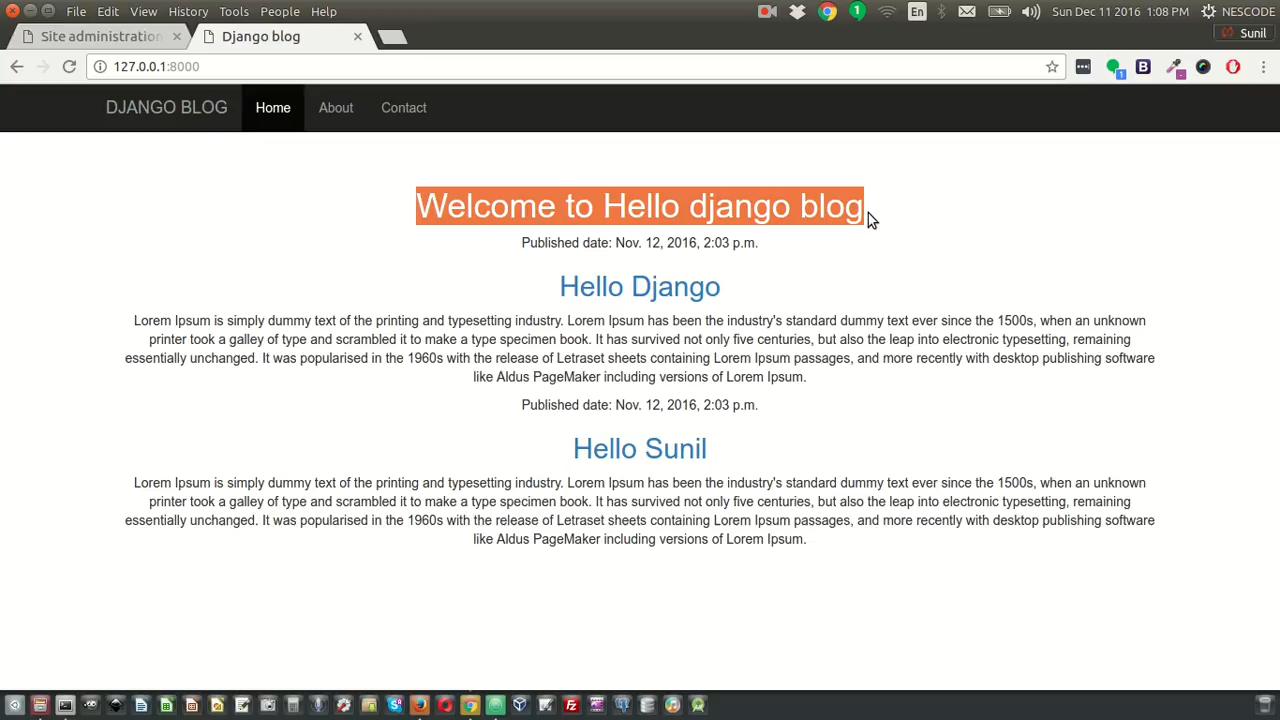 File Edit View History Tools People Help
1 En Sun Dec 11 2016 1:08 PM NESCODE
Site administration Django blog Sunil
127.0.0.1:8000
DJANGO BLOG Home About Contact
Welcome to Hello django blog
Published date: Nov. 12, 2016, 2:03 p.m.
Hello Django
Lorem Ipsum is simply dummy text of the printing and typesetting industry. Lorem Ipsum has been the industry's standard dummy text ever since the 1500s, when an unknown
printer took a galley of type and scrambled it to make a type specimen book. It has survived not only five centuries, but also the leap into electronic typesetting, remaining
essentially unchanged. It was popularised in the 1960s with the release of Letraset sheets containing Lorem Ipsum passages, and more recently with desktop publishing software
like Aldus PageMaker including versions of Lorem Ipsum.
Published date: Nov. 12, 2016, 2:03 p.m.
Hello Sunil
Lorem Ipsum is simply dummy text of the printing and typesetting industry. Lorem Ipsum has been the industry's standard dummy text ever since the 1500s, when an unknown
printer took a galley of type and scrambled it to make a type specimen book. It has survived not only five centuries, but also the leap into electronic typesetting, remaining
essentially unchanged. It was popularised in the 1960s with the release of Letraset sheets containing Lorem Ipsum passages, and more recently with desktop publishing software
like Aldus PageMaker including versions of Lorem Ipsum.